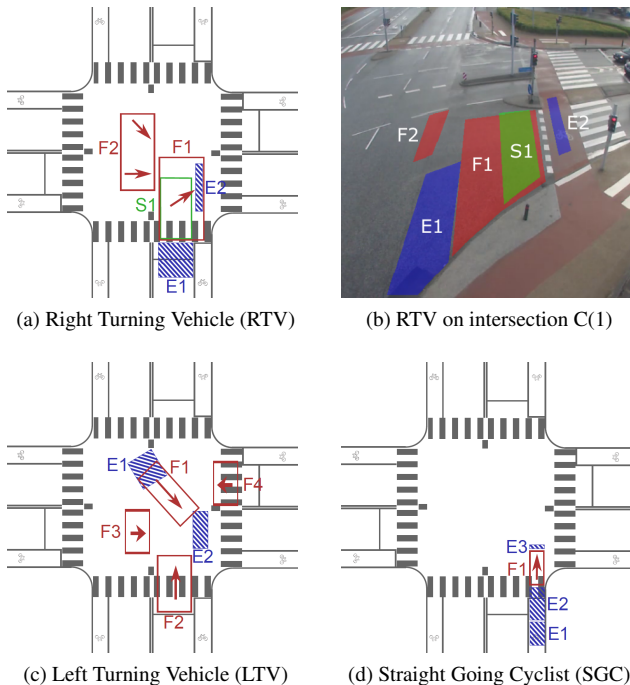 F2
F1
E2
S1
E1
(a) Right Turning Vehicle (RTV)
F2
F1
S1
E2
E1
(b) RTV on intersection C(1)
E1
F1
F4
F3
E2
F2
(c) Left Turning Vehicle (LTV)
E3
F1
E2
E1
(d) Straight Going Cyclist (SGC)